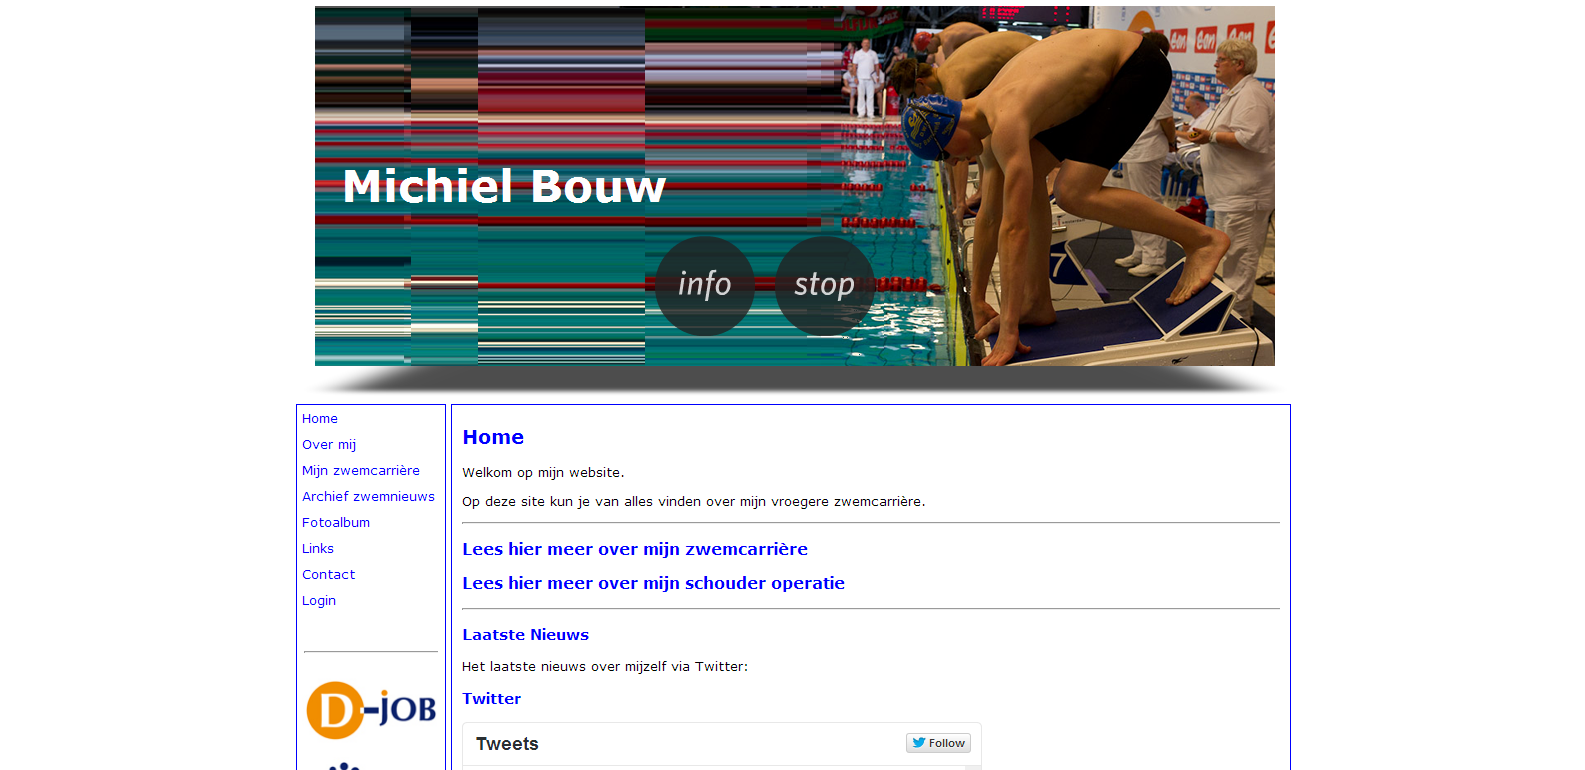 Michiel Bouw
info stop
7
Home
Over mij
Mijn zwemcarrière
Archief zwemnieuws
Fotoalbum
Links
Contact
Login
D-JOB
Home
Welkom op mijn website.
Op deze site kun je van alles vinden over mijn vroegere zwemcarrière.
Lees hier meer over mijn zwemcarrière
Lees hier meer over mijn schouder operatie
Laatste Nieuws
Het laatste nieuws over mijzelf via Twitter:
Twitter
Tweets
Follow